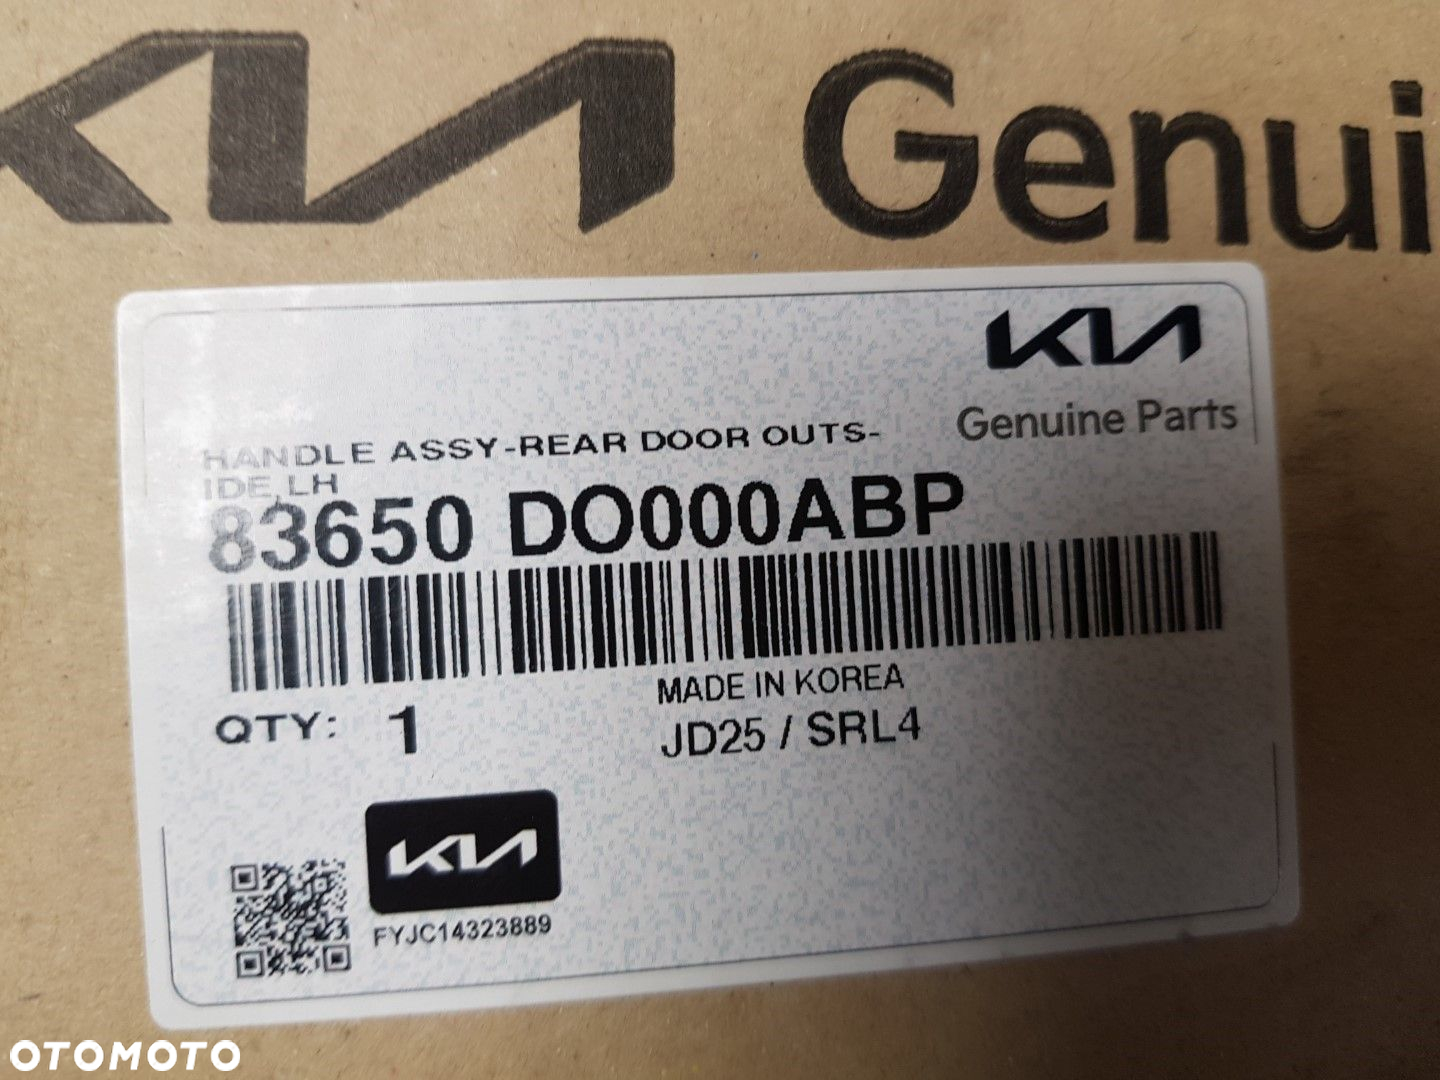 KIA Genui
KIA
Genuine Parts
HANDLE ASSY-REAR DOOR OUTS-
IDE,LH
83650 DO000ABP
MADE IN KOREA
QTY: 1
JD25 / SRL4
KIA
FYJC14323889
OTOMOTO